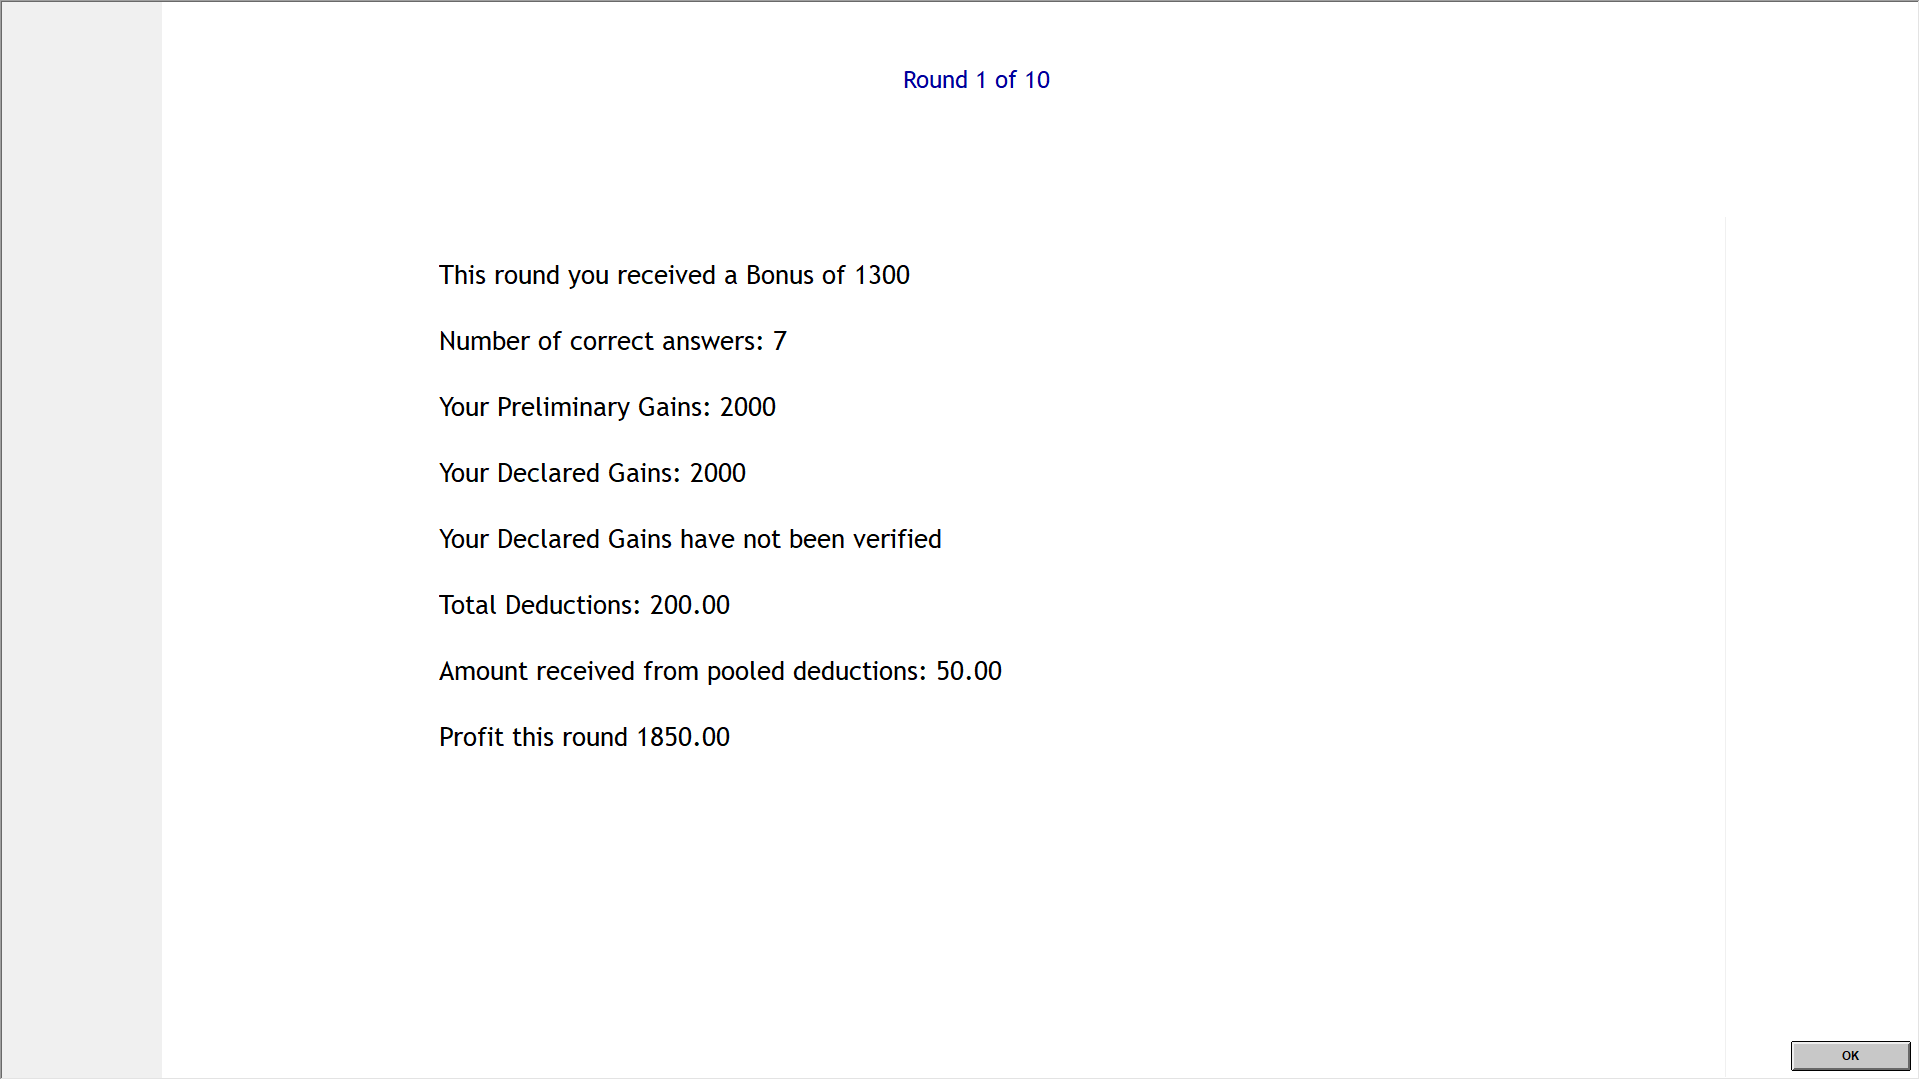 Round 1 of 10
This round you received a Bonus of 1300
Number of correct answers: 7
Your Preliminary Gains: 2000
Your Declared Gains: 2000
Your Declared Gains have not been verified
Total Deductions: 200.00
Amount received from pooled deductions: 50.00
Profit this round 1850.00
OK